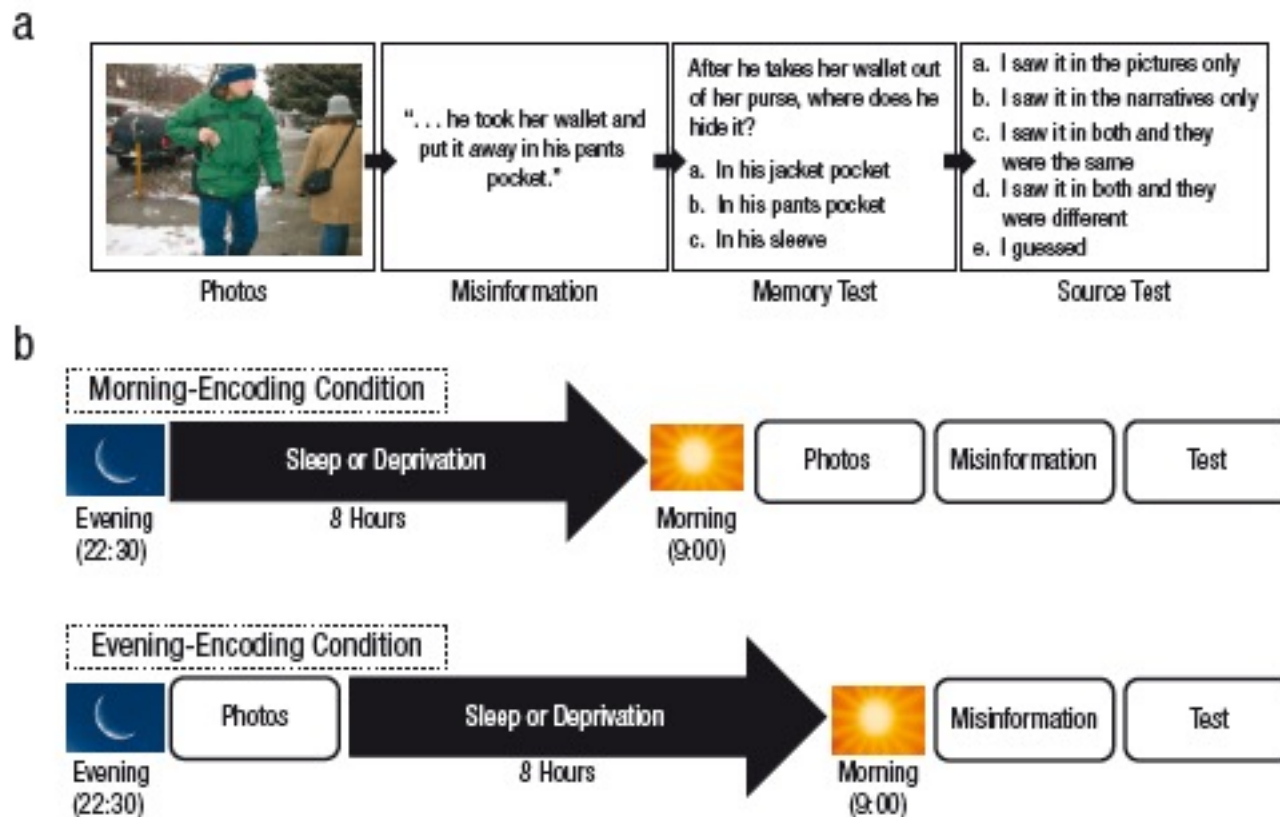 a
“. . . he took her wallet and
put it away in his pants
pocket.”
After he takes her wallet out
of her purse, where does he
hide it?
a. In his jacket pocket
b. In his pants pocket
c. In his sleeve
a. I saw it in the pictures only
b. I saw it in the narratives only
c. I saw it in both and they
were the same
d. I saw it in both and they
were different
e. I guessed
Photos
Misinformation
Memory Test
Source Test
b
Morning-Encoding Condition
Sleep or Deprivation
8 Hours
Evening
(22:30)
Morning
(9:00)
Photos
Misinformation
Test
Evening-Encoding Condition
Evening
(22:30)
Photos
Sleep or Deprivation
8 Hours
Morning
(9:00)
Misinformation
Test